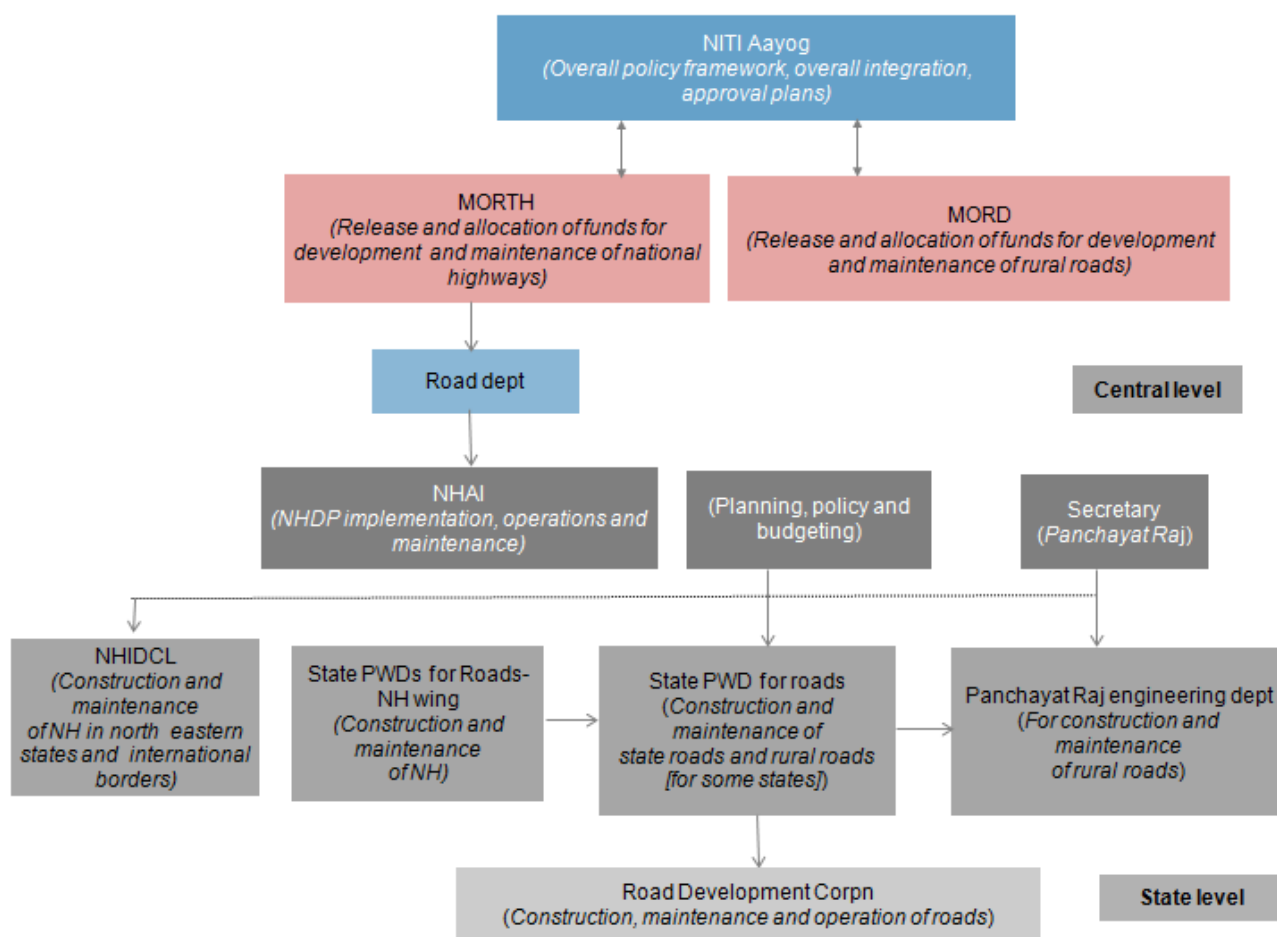 NITI Aayog
(Overall policy framework, overall integration,
approval plans)
MORTH
(Release and allocation of funds for
development and maintenance of national
highways)
MORD
(Release and allocation of funds for development
and maintenance of rural roads)
Road dept
Central level
NHAI
(NHDP implementation, operations and
maintenance)
(Planning, policy and
budgeting)
Secretary
(Panchayat Raj)
NHIDCL
(Construction and
maintenance
of NH in north eastern
states and international
borders)
State PWDs for Roads-
NH wing
(Construction and
maintenance
of NH)
State PWD for roads
(Construction and
maintenance of
state roads and rural roads
[for some states])
Panchayat Raj engineering dept
(For construction and
maintenance
of rural roads)
Road Development Corpn
(Construction, maintenance and operation of roads)
State level